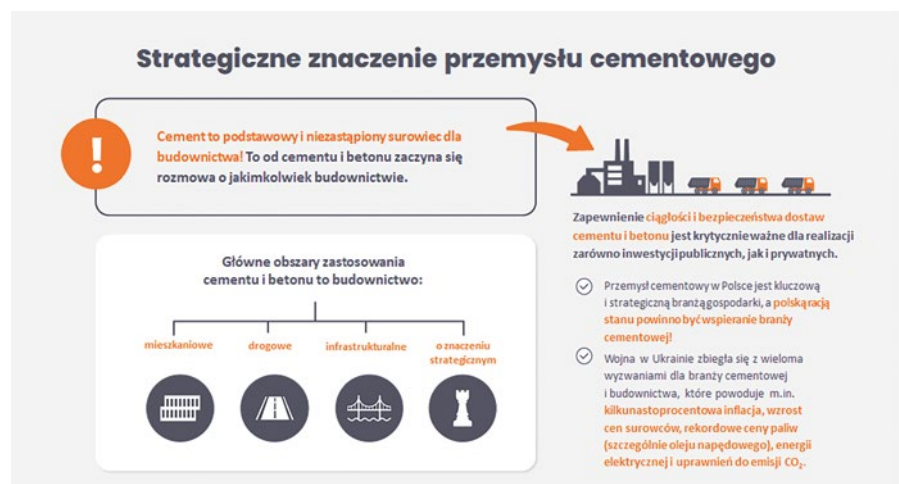 Strategiczne znaczenie przemysłu cementowego
!
Cement to podstawowy i niezastąpiony surowiec dla
budownictwa! To od cementu i betonu zaczyna się
rozmowa o jakimkolwiek budownictwie.
Główne obszary zastosowania
cementu i betonu to budownictwo:
mieszkaniowe
drogowe
infrastrukturalne
o znaczeniu
strategicznym
Zapewnienie ciągłości i bezpieczeństwa dostaw
cementu i betonu jest krytycznie ważne dla realizacji
zarówno inwestycji publicznych, jak i prywatnych.
Przemysł cementowy w Polsce jest kluczową
i strategiczną branżą gospodarki, a polską racją
stanu powinno być wspieranie branży
cementowej!
Wojna w Ukrainie zbiegła się z wieloma
wyzwaniami dla branży cementowej
i budownictwa, które powoduje m.in.
kilkunastoprocentowa inflacja, wzrost
cen surowców, rekordowe ceny paliw
(szczególnie oleju napędowego), energii
elektrycznej i uprawnień do emisji CO₂.